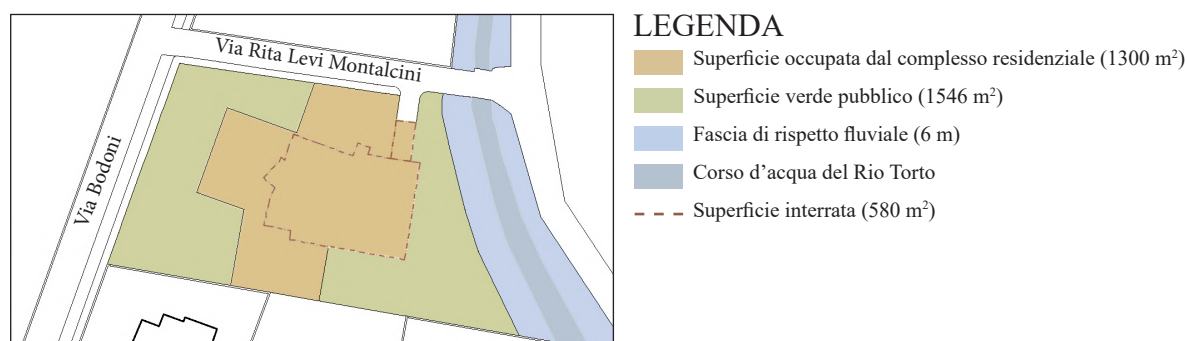 Via Rita Levi Montalcini
Via Bodoni
LEGENDA
Superficie occupata dal complesso residenziale (1300 m²)
Superficie verde pubblico (1546 m²)
Fascia di rispetto fluviale (6 m)
Corso d'acqua del Rio Torto
Superficie interrata (580 m²)